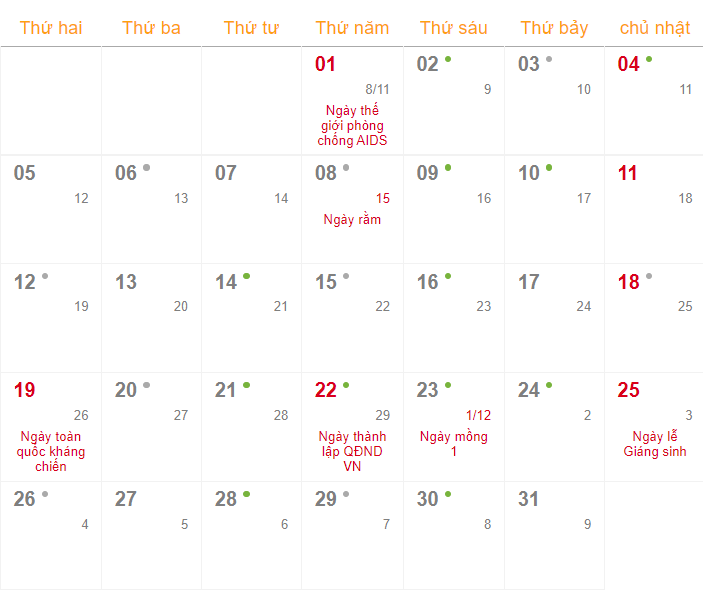 Thứ hai Thứ ba Thứ tư Thứ năm Thứ sáu Thứ bảy chủ nhật
01 02 03 04
8/11 9 10 11
Ngày thế
giới phòng
chống AIDS
05 06 07 08 09 10 11
12 13 14 15 16 17 18
Ngày rằm
12 13 14 15 16 17 18
19 20 21 22 23 24 25
19 20 21 22 23 24 25
26 27 28 29 1/12 2 3
Ngày toàn Ngày thành Ngày mồng Ngày lễ
quốc kháng lập QĐND 1 Giáng sinh
chiến VN
26 27 28 29 30 31
4 5 6 7 8 9